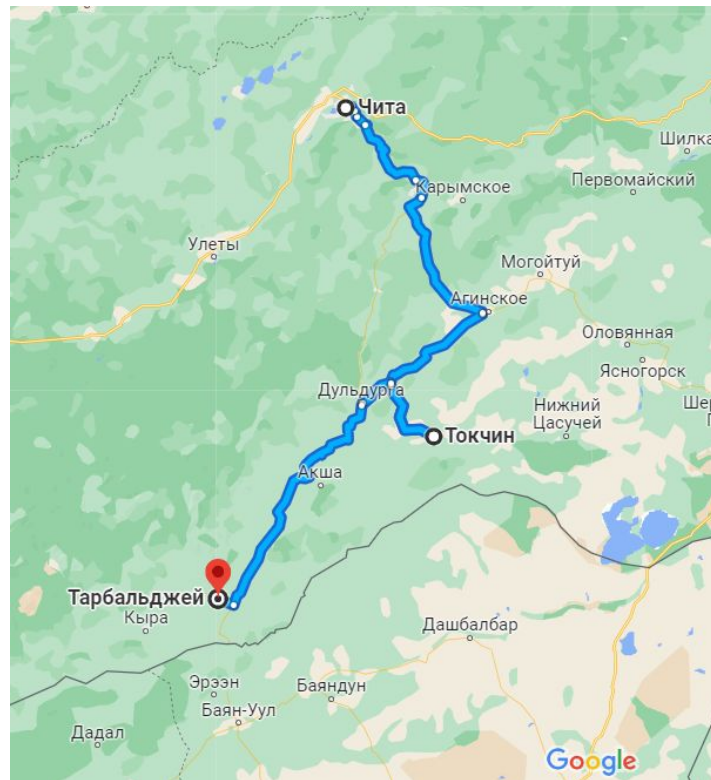 Чита
Шилка
Карымское
Первомайский
Улеты
Могойтуй
Агинское
Оловянная
Ясногорск
Дульдурга
Нижний
Цасучей
Токчин
Акша
Тарбальджей
Кыра
Дашбалбар
Эрээн
Баяндун
Баян-Уул
Дадал
Google